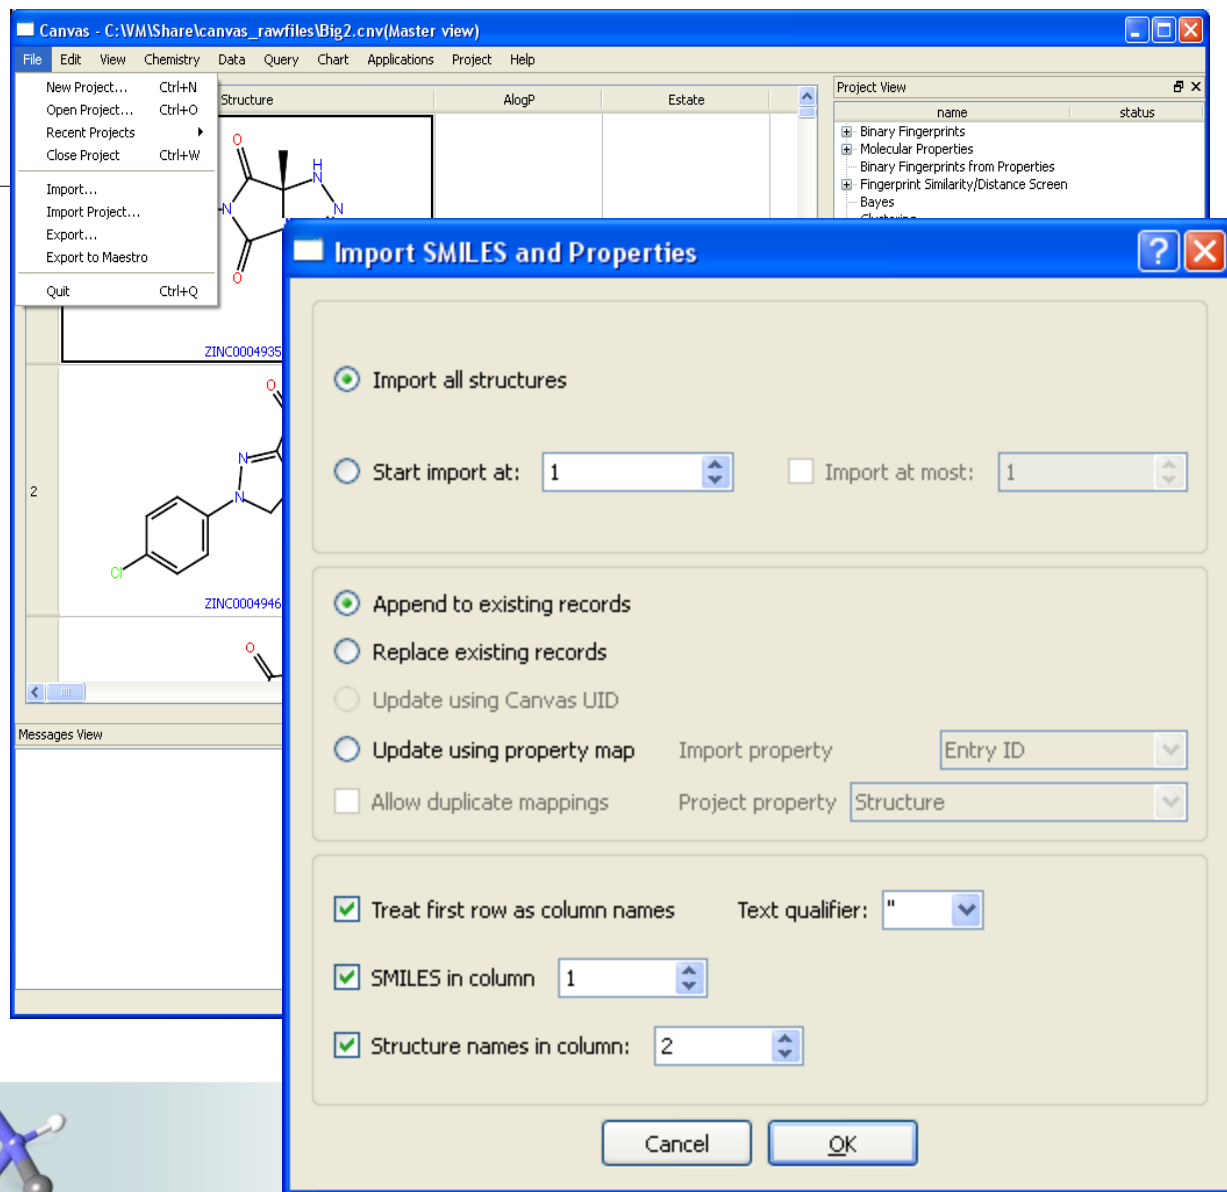 Canvas - C:\VM\Share\canvas_rawfiles\Big2.cnv(Master view)
File Edit View Chemistry Data Query Chart Applications Project Help
New Project... Ctrl+N
Open Project... Ctrl+O
Recent Projects
Close Project Ctrl+W
Import...
Import Project...
Export...
Export to Maestro
Quit Ctrl+Q
Structure AlogP Estate
O
H
N
N
N
O
O
ZINC0004935
2
O
N
N
Cl
ZINC0004946
O
Messages View
Project View
name status
Binary Fingerprints
Molecular Properties
Binary Fingerprints from Properties
Fingerprint Similarity/Distance Screen
Bayes
Import SMILES and Properties
Import all structures
Start import at: 1 Import at most: 1
Append to existing records
Replace existing records
Update using Canvas UID
Update using property map Import property Entry ID
Allow duplicate mappings Project property Structure
Treat first row as column names Text qualifier: "
SMILES in column 1
Structure names in column: 2
Cancel OK